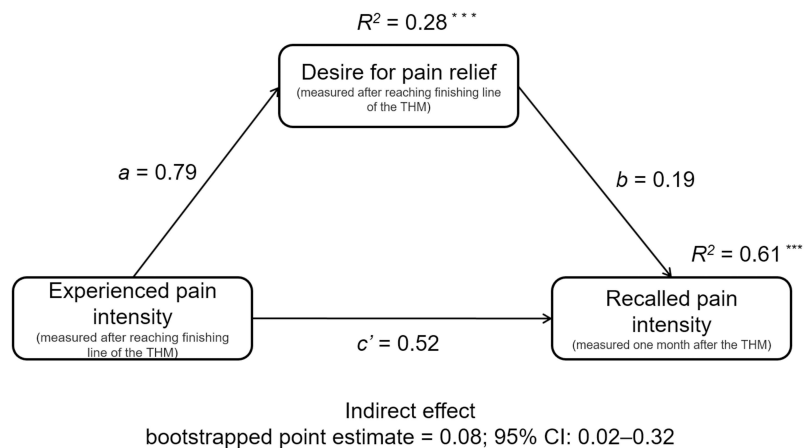 R² = 0.28 ***
Desire for pain relief
(measured after reaching finishing line
of the THM)
a = 0.79
b = 0.19
R² = 0.61 ***
Experienced pain
intensity
(measured after reaching finishing
line of the THM)
Recalled pain
intensity
(measured one month after the THM)
c’ = 0.52
Indirect effect
bootstrapped point estimate = 0.08; 95% CI: 0.02–0.32